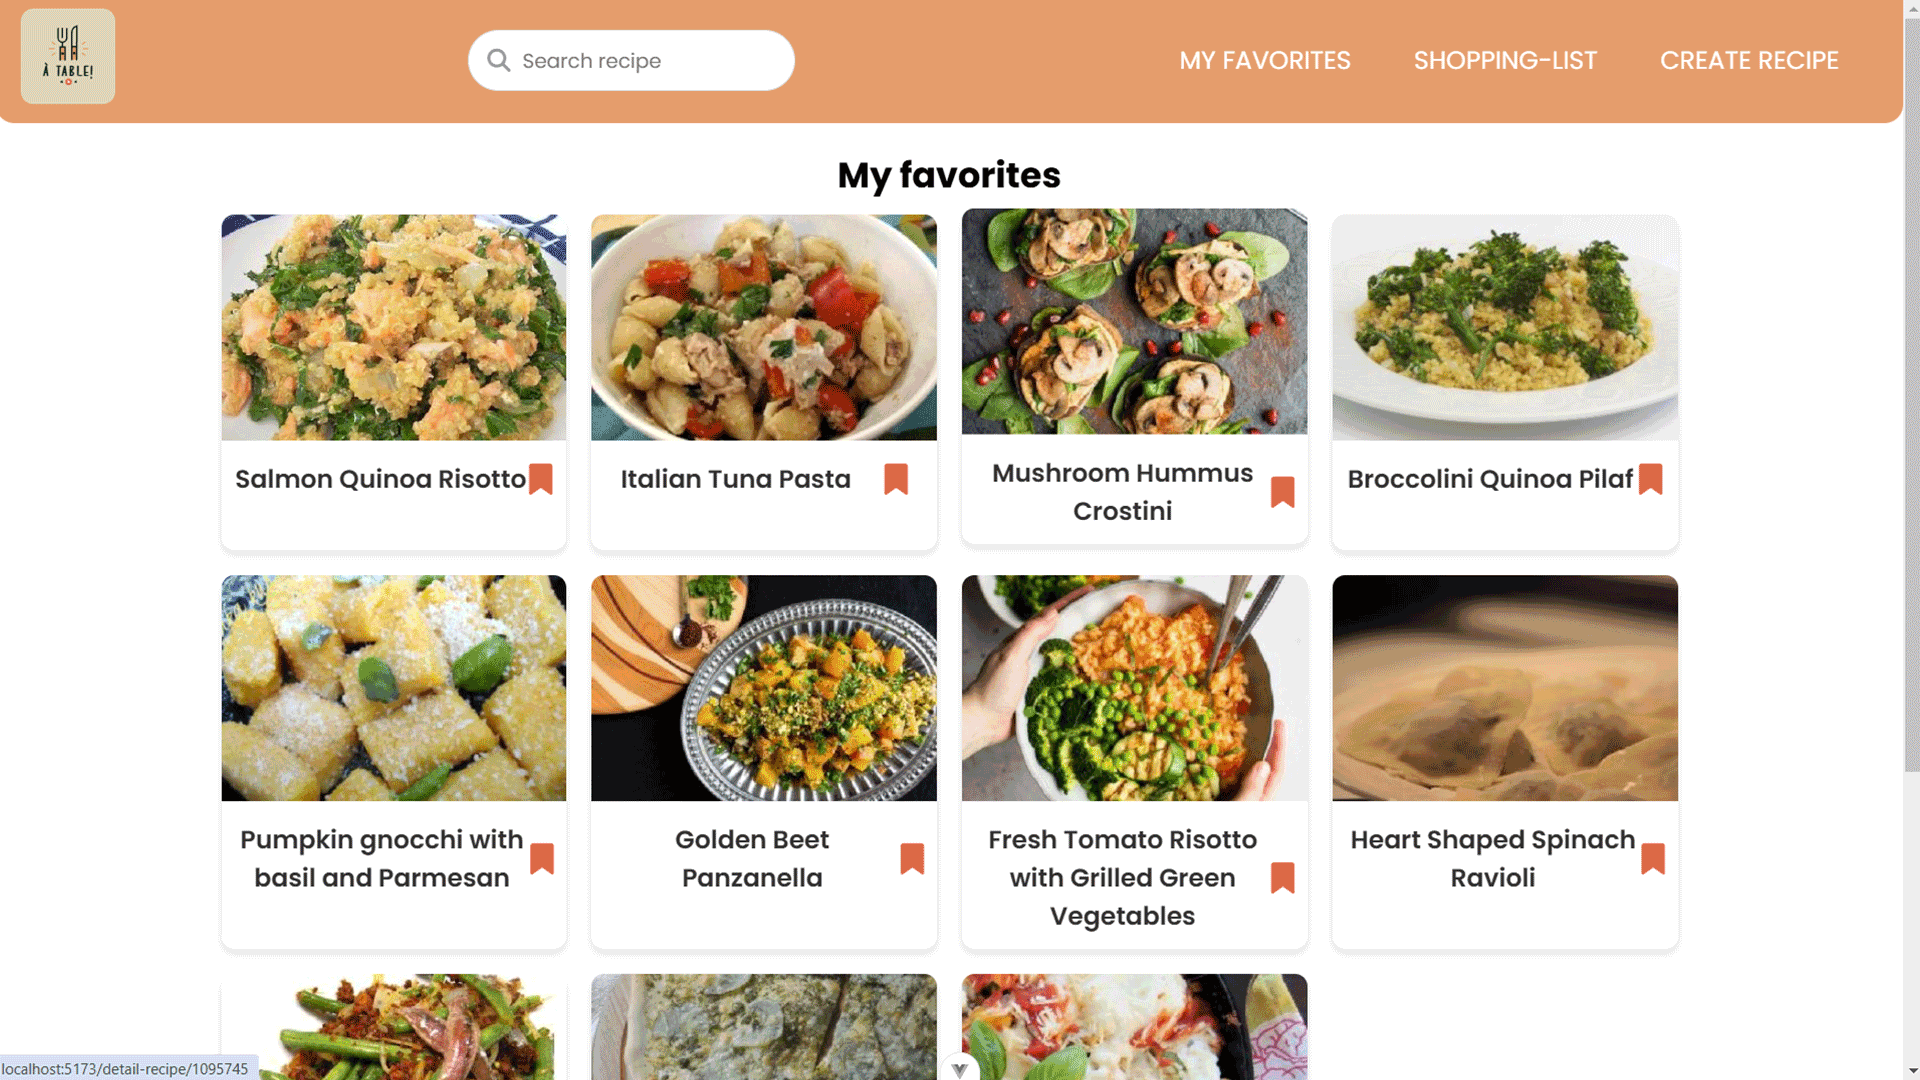 À TABLE!
Search recipe
MY FAVORITES
SHOPPING-LIST
CREATE RECIPE
My favorites
Salmon Quinoa Risotto
Italian Tuna Pasta
Mushroom Hummus
Crostini
Broccolini Quinoa Pilaf
Pumpkin gnocchi with
basil and Parmesan
Golden Beet
Panzanella
Fresh Tomato Risotto
with Grilled Green
Vegetables
Heart Shaped Spinach
Ravioli
localhost:5173/detail-recipe/1095745